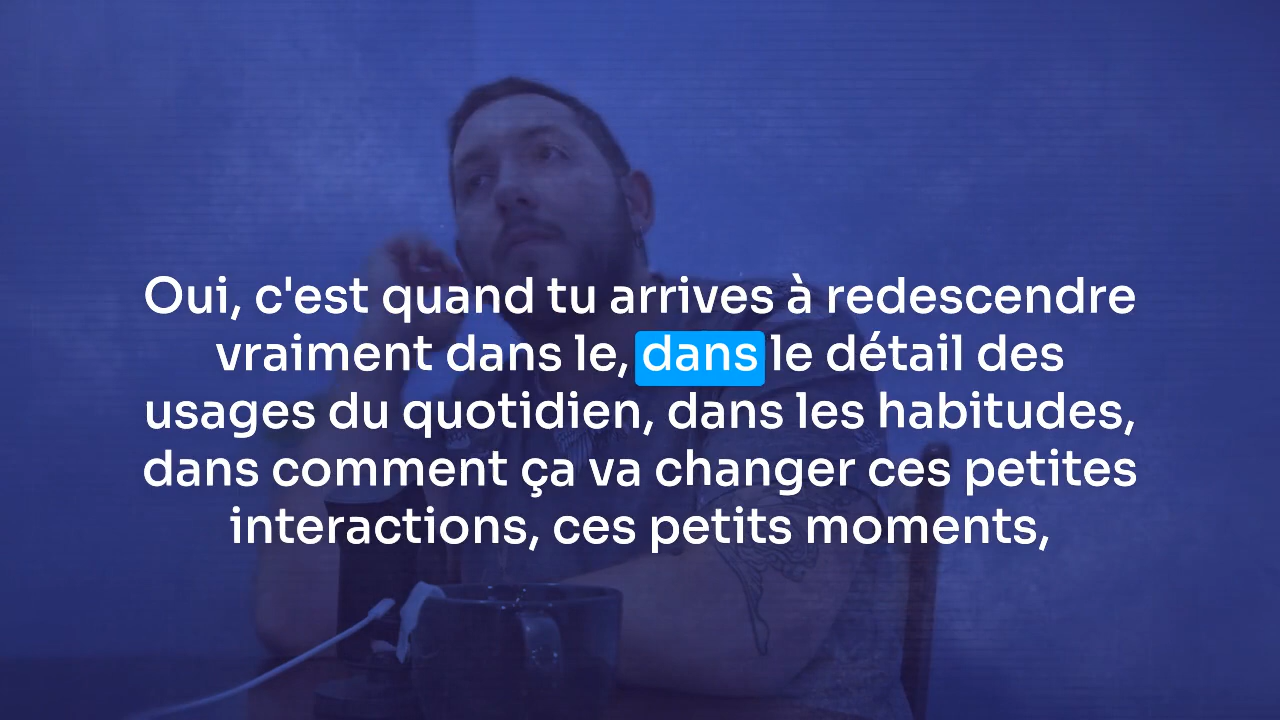 Oui, c'est quand tu arrives à redescendre
vraiment dans le, dans le détail des
usages du quotidien, dans les habitudes,
dans comment ça va changer ces petites
interactions, ces petits moments,